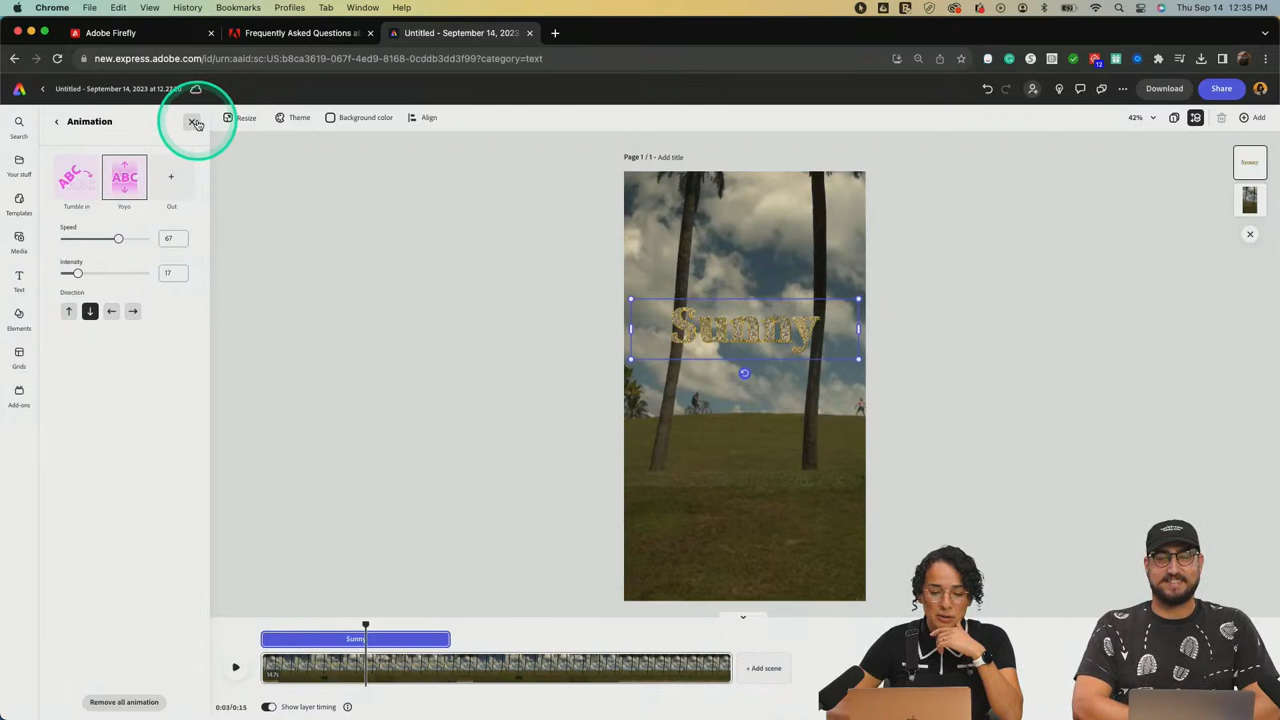 Chrome File Edit View History Bookmarks Profiles Tab Window Help Thu Sep 14 12:35 PM
Adobe Firefly Frequently Asked Questions a Untitled - September 14, 2023
new.express.adobe.com/id/urn:aaid:sc:US:b8ca3619-067f-4ed9-8168-0cddb3dd3f99?category=text
12
Untitled - September 14, 2023 at Download Share
Animation Resize Theme Background color Align 42% Add
Search
Your stuff
Templates
Media
Text
Elements
Grids
Add-ons
ABC ABC +
Tumble in Yoyo Out
Speed
67
Intensity
17
Direction
Remove all animation
Page 1 / 1 - Add title
Sunny
Sunny
Sunny
14.7s
+ Add scene
0:03/0:15 Show layer timing